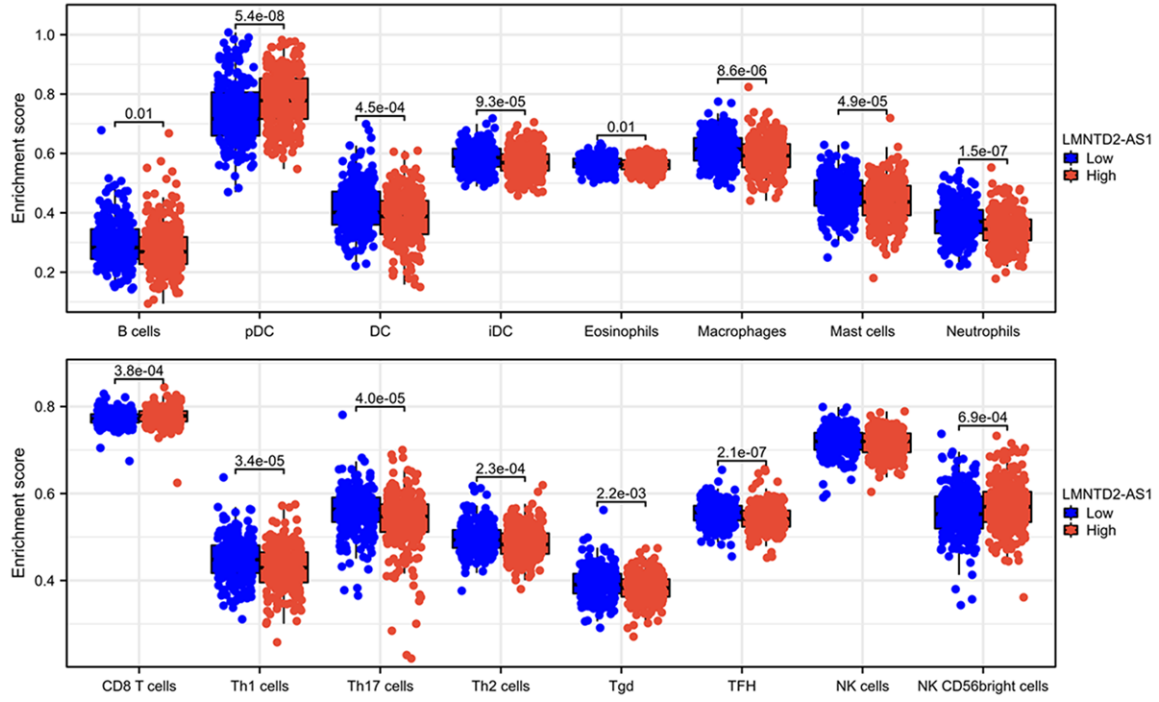 5.4e-08
1.0
0.8
0.6
0.4
0.2
Enrichment score
0.01
4.5e-04
9.3e-05
0.01
8.6e-06
4.9e-05
1.5e-07
LMNTD2-AS1
Low
High
B cells pDC DC iDC Eosinophils Macrophages Mast cells Neutrophils
3.8e-04
0.8
0.6
0.4
Enrichment score
3.4e-05
4.0e-05
2.3e-04
2.2e-03
2.1e-07
6.9e-04
LMNTD2-AS1
Low
High
CD8 T cells Th1 cells Th17 cells Th2 cells Tgd TFH NK cells NK CD56bright cells